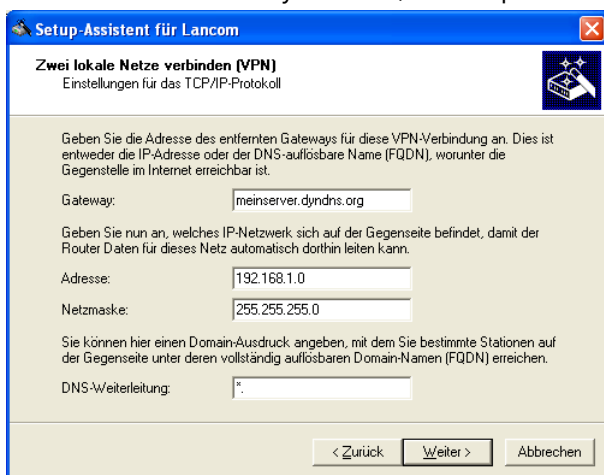 Setup-Assistent für Lancom
Zwei lokale Netze verbinden (VPN)
Einstellungen für das TCP/IP-Protokoll
Geben Sie die Adresse des entfernten Gateways für diese VPN-Verbindung an. Dies ist
entweder die IP-Adresse oder der DNS-auflösbare Name (FQDN), worunter die
Gegenstelle im Internet erreichbar ist.
Gateway: meinserver.dyndns.org
Geben Sie nun an, welches IP-Netzwerk sich auf der Gegenseite befindet, damit der
Router Daten für dieses Netz automatisch dorthin leiten kann.
Adresse: 192.168.1.0
Netzmaske: 255.255.255.0
Sie können hier einen Domain-Ausdruck angeben, mit dem Sie bestimmte Stationen auf
der Gegenseite unter deren vollständig auflösbaren Domain-Namen (FQDN) erreichen.
DNS-Weiterleitung: *.
< Zurück Weiter > Abbrechen